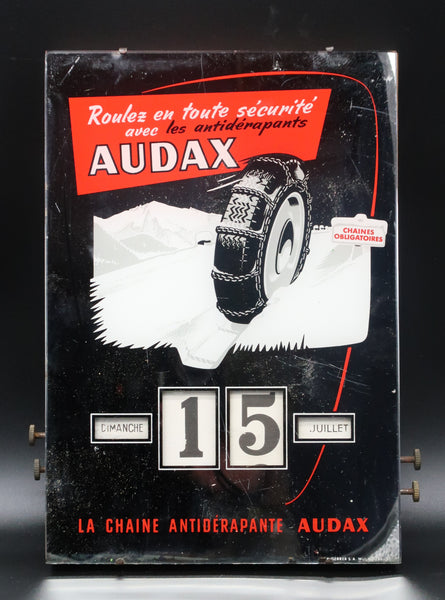 Roulez en toute sécurité
avec les antidérapants
AUDAX
CHAINES
OBLIGATOIRES
DIMANCHE
15
JUILLET
LA CHAINE ANTIDÉRAPANTE AUDAX